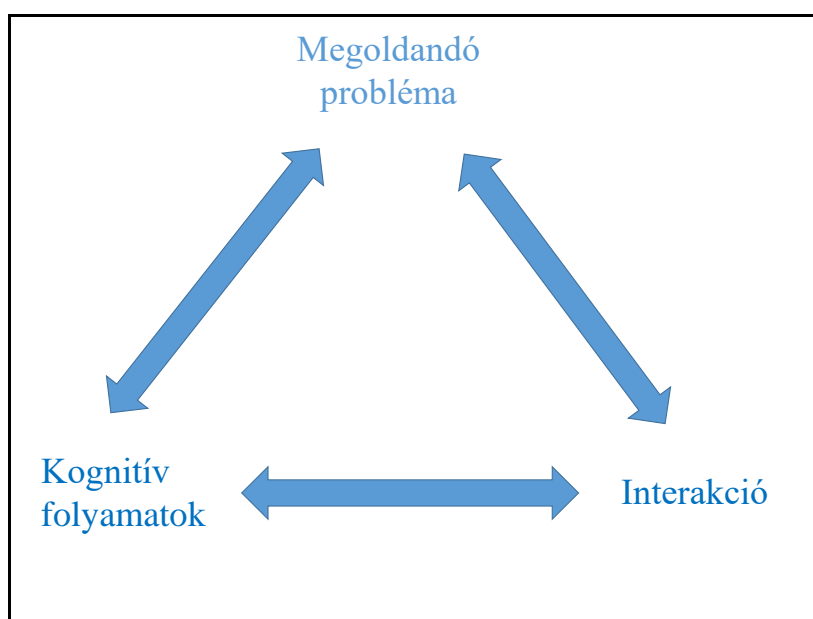 Megoldandó
probléma
Kognitív
folyamatok
Interakció